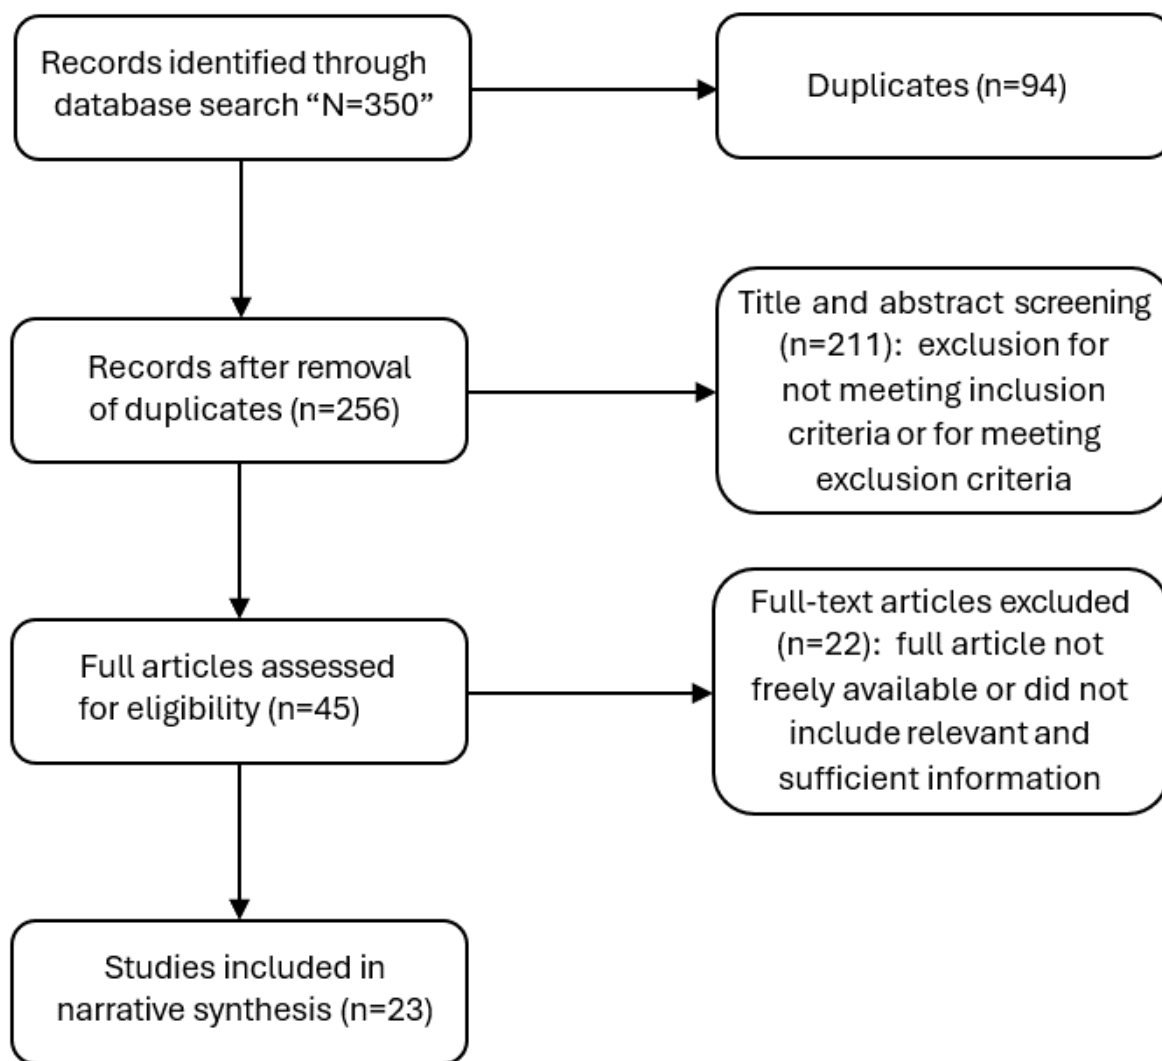 Records identified through
database search “N=350”
Duplicates (n=94)
Records after removal
of duplicates (n=256)
Title and abstract screening
(n=211): exclusion for
not meeting inclusion
criteria or for meeting
exclusion criteria
Full articles assessed
for eligibility (n=45)
Full-text articles excluded
(n=22): full article not
freely available or did not
include relevant and
sufficient information
Studies included in
narrative synthesis (n=23)